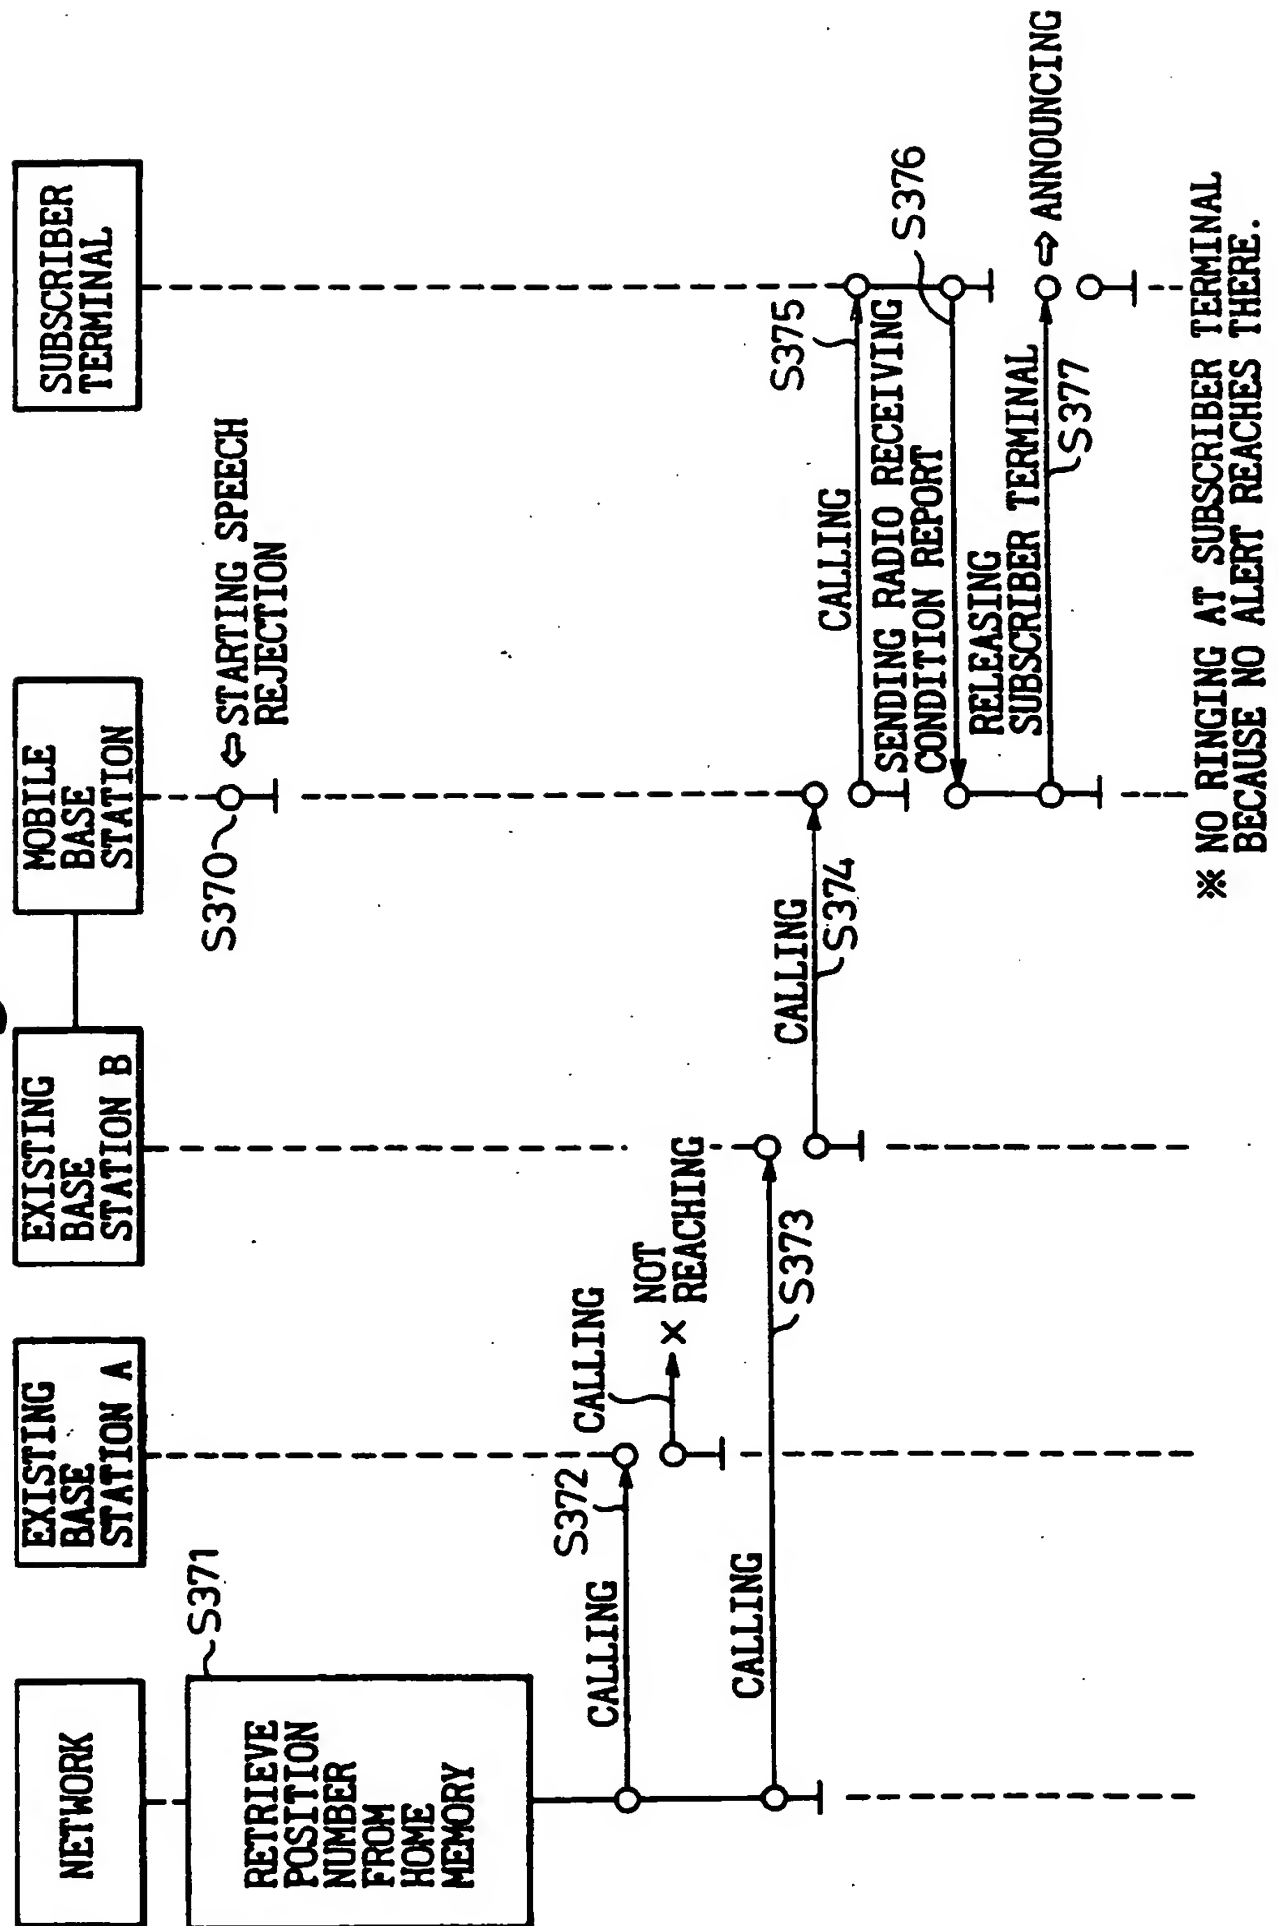 NETWORK
EXISTING
BASE
STATION A
EXISTING
BASE
STATION B
MOBILE
BASE
STATION
SUBSCRIBER
TERMINAL
S371
RETRIEVE
POSITION
NUMBER
FROM
HOME
MEMORY
S370
⇦ STARTING SPEECH
REJECTION
CALLING
S372
CALLING
× NOT
REACHING
CALLING
S373
CALLING
S374
CALLING
S375
SENDING RADIO RECEIVING
CONDITION REPORT
S376
RELEASING
SUBSCRIBER TERMINAL
S377
⇨ ANNOUNCING
※ NO RINGING AT SUBSCRIBER TERMINAL
BECAUSE NO ALERT REACHES THERE.